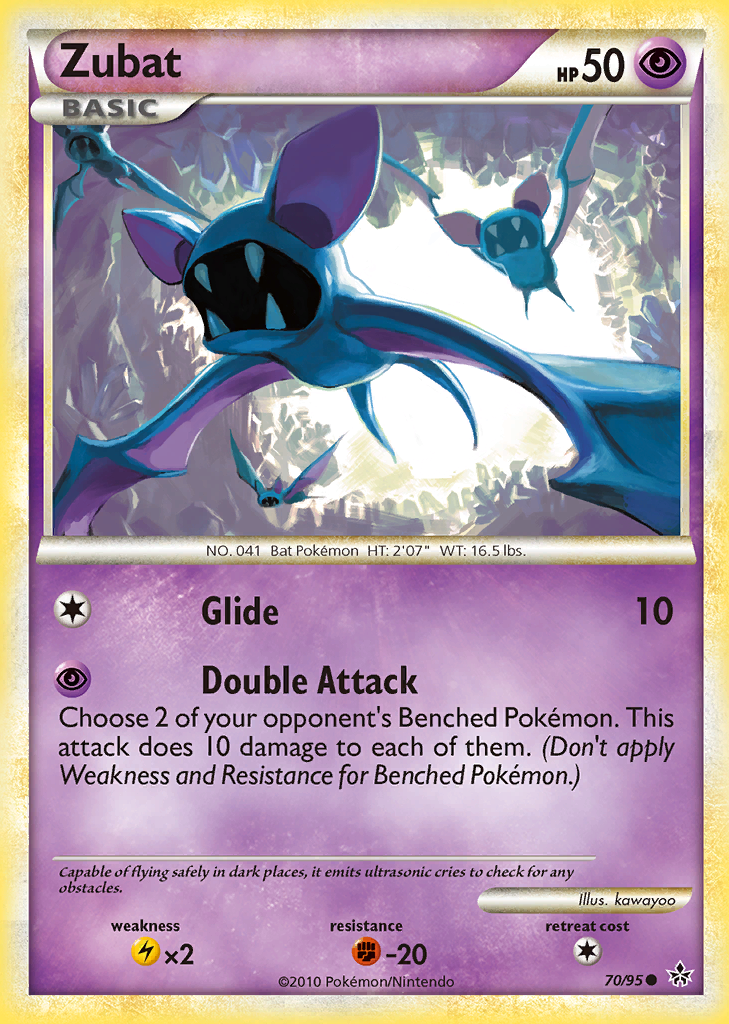 Zubat
HP 50
BASIC
NO. 041 Bat Pokémon HT: 2'07" WT: 16.5 lbs.
Glide 10
Double Attack
Choose 2 of your opponent's Benched Pokémon. This
attack does 10 damage to each of them. (Don't apply
Weakness and Resistance for Benched Pokémon.)
Capable of flying safely in dark places, it emits ultrasonic cries to check for any
obstacles.
Illus. kawayoo
weakness resistance retreat cost
×2 -20
©2010 Pokémon/Nintendo 70/95